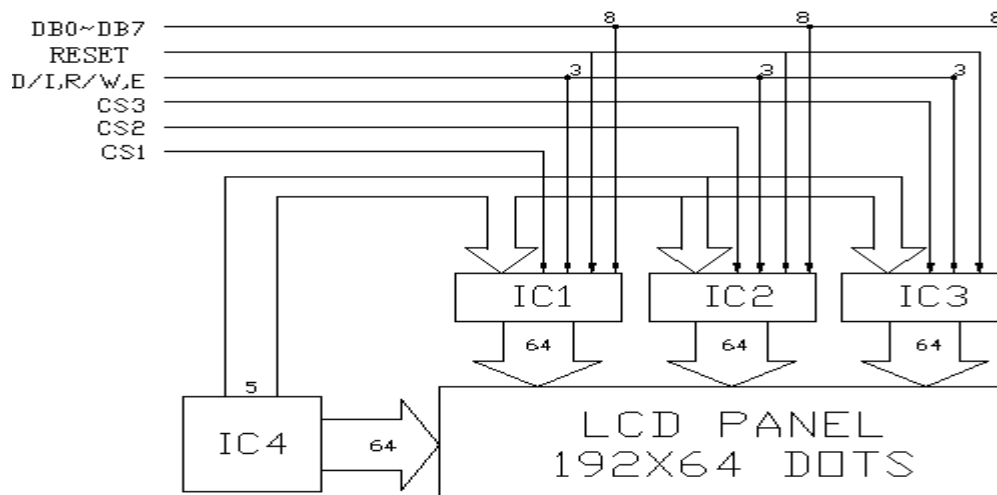 8 8 8
DB0~DB7
RESET
D/I,R/W,E 3 3 3
CS3
CS2
CS1
IC1 IC2 IC3
64 64 64
5
IC4 64
LCD PANEL
192X64 DOTS